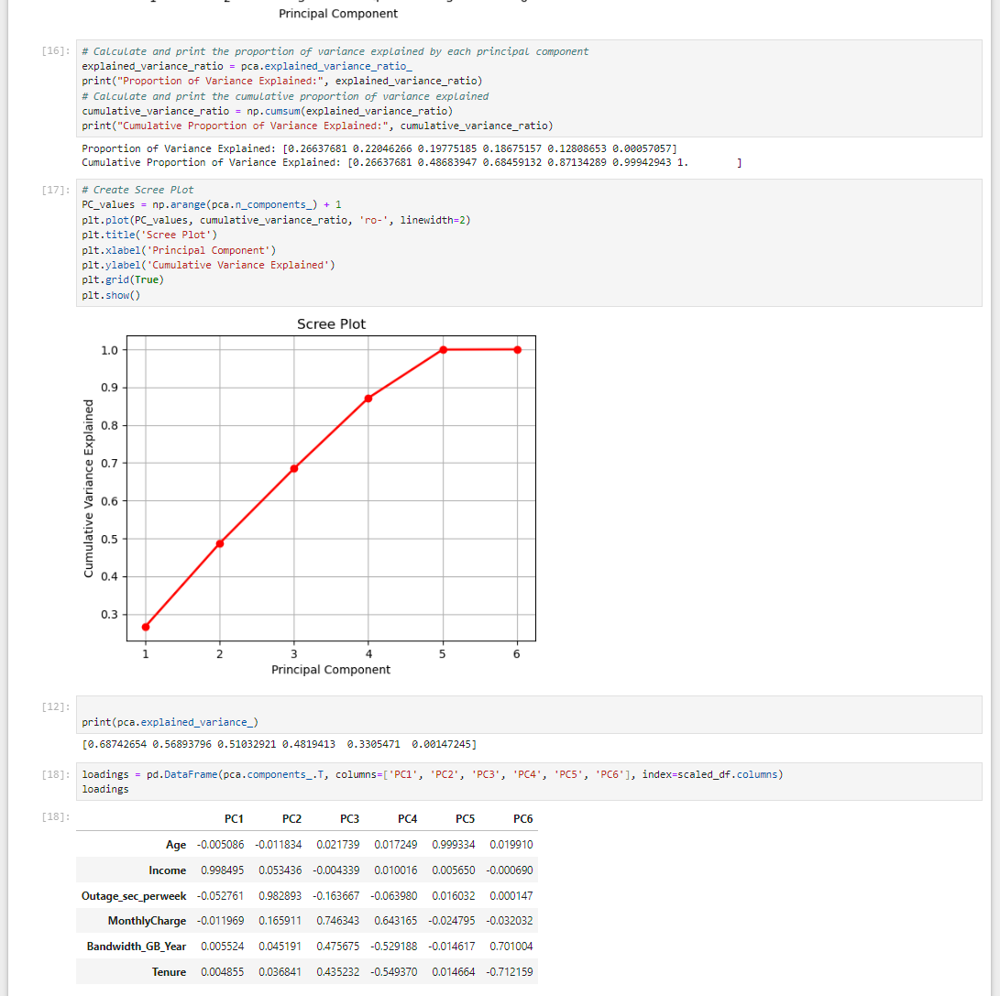 Principal Component
[16]:
# Calculate and print the proportion of variance explained by each principal component
explained_variance_ratio = pca.explained_variance_ratio_
print("Proportion of Variance Explained:", explained_variance_ratio)
# Calculate and print the cumulative proportion of variance explained
cumulative_variance_ratio = np.cumsum(explained_variance_ratio)
print("Cumulative Proportion of Variance Explained:", cumulative_variance_ratio)
Proportion of Variance Explained: [0.26637681 0.22046266 0.19775185 0.18675157 0.12808653 0.00057057]
Cumulative Proportion of Variance Explained: [0.26637681 0.48683947 0.68459132 0.87134289 0.99942943 1.        ]
[17]:
# Create Scree Plot
PC_values = np.arange(pca.n_components_) + 1
plt.plot(PC_values, cumulative_variance_ratio, 'ro-', linewidth=2)
plt.title('Scree Plot')
plt.xlabel('Principal Component')
plt.ylabel('Cumulative Variance Explained')
plt.grid(True)
plt.show()
Scree Plot
Cumulative Variance Explained
1.0
0.9
0.8
0.7
0.6
0.5
0.4
0.3
1 2 3 4 5 6
Principal Component
[12]:
print(pca.explained_variance_)
[0.68742654 0.56893796 0.51032921 0.4819413  0.3305471  0.00147245]
[18]:
loadings = pd.DataFrame(pca.components_.T, columns=['PC1', 'PC2', 'PC3', 'PC4', 'PC5', 'PC6'], index=scaled_df.columns)
loadings
[18]:
PC1 PC2 PC3 PC4 PC5 PC6
Age -0.005086 -0.011834 0.021739 0.017249 0.999334 0.019910
Income 0.998495 0.053436 -0.004339 0.010016 0.005650 -0.000690
Outage_sec_perweek -0.052761 0.982893 -0.163667 -0.063980 0.016032 0.000147
MonthlyCharge -0.011969 0.165911 0.746343 0.643165 -0.024795 -0.032032
Bandwidth_GB_Year 0.005524 0.045191 0.475675 -0.529188 -0.014617 0.701004
Tenure 0.004855 0.036841 0.435232 -0.549370 0.014664 -0.712159